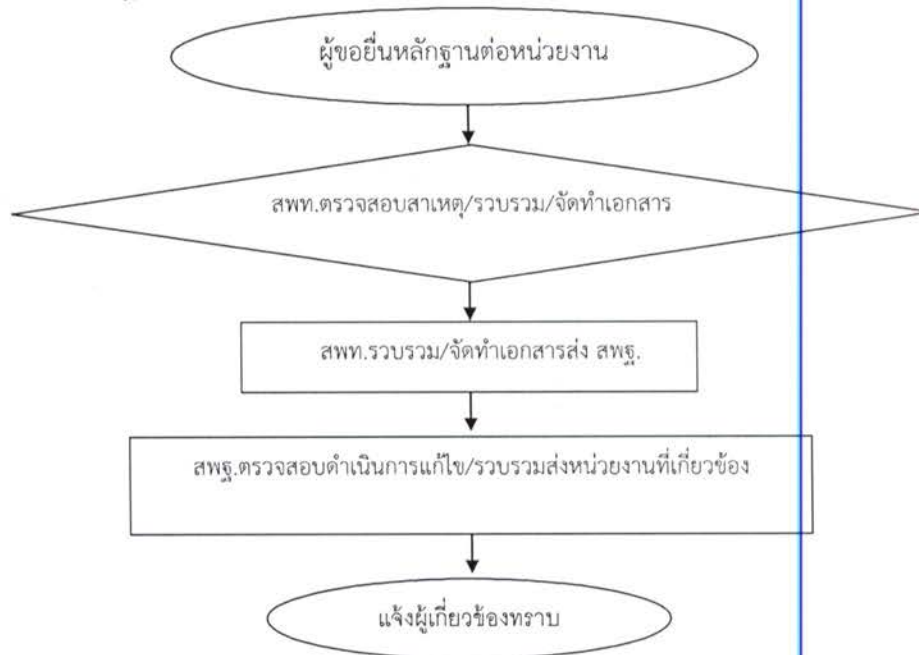 ผู้ขอยื่นหลักฐานต่อหน่วยงาน
สพท.ตรวจสอบสาเหตุ/รวบรวม/จัดทำเอกสาร
สพท.รวบรวม/จัดทำเอกสารส่ง สพฐ.
สพฐ.ตรวจสอบดำเนินการแก้ไข/รวบรวมส่งหน่วยงานที่เกี่ยวข้อง
แจ้งผู้เกี่ยวข้องทราบ